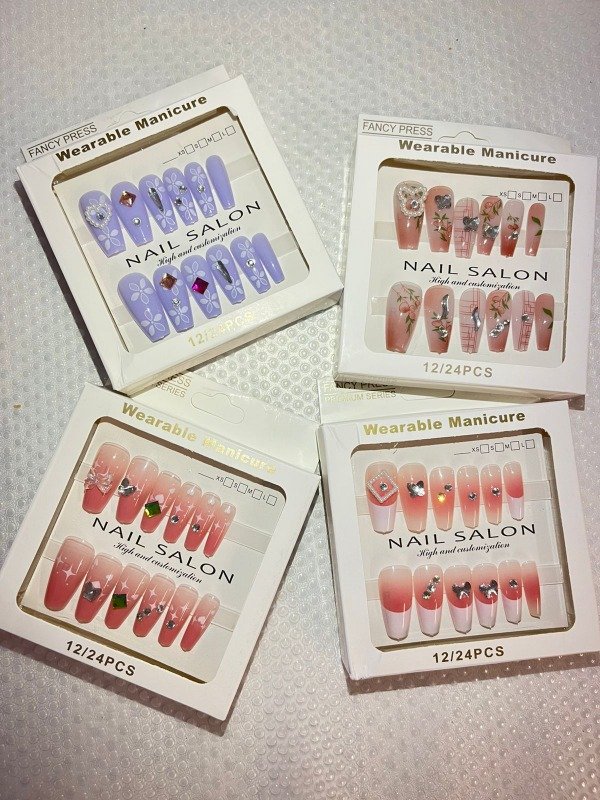 FANCY PRESS
Wearable Manicure
XS S M L
NAIL SALON
High and customization
12/24PCS
FANCY PRESS
Wearable Manicure
XS S M L
NAIL SALON
High and customization
12/24PCS
FANCY PRESS
SERIES
Wearable Manicure
XS S M L
NAIL SALON
High and customization
12/24PCS
FANCY PRESS
PREMIUM SERIES
Wearable Manicure
XS S M L
NAIL SALON
High and customization
12/24PCS